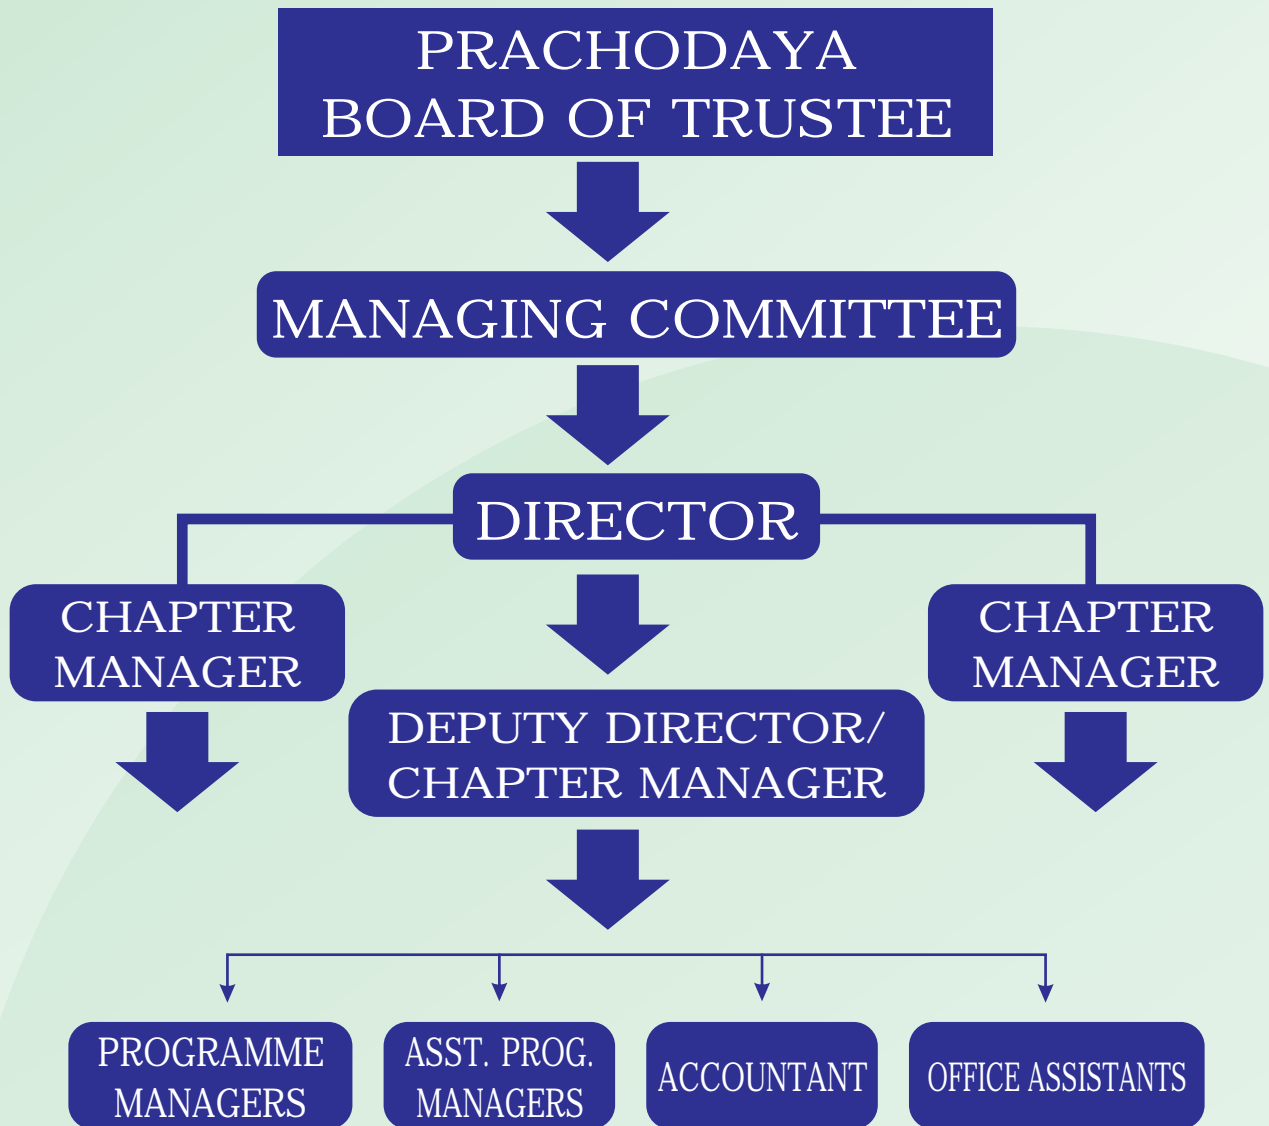 PRACHODAYA
BOARD OF TRUSTEE
MANAGING COMMITTEE
DIRECTOR
CHAPTER
MANAGER
CHAPTER
MANAGER
DEPUTY DIRECTOR/
CHAPTER MANAGER
PROGRAMME
MANAGERS
ASST. PROG.
MANAGERS
ACCOUNTANT
OFFICE ASSISTANTS